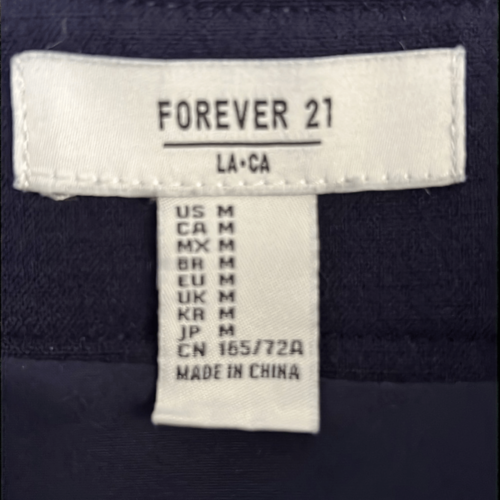 FOREVER 21
LA•CA
US M
CA M
MX M
BR M
EU M
UK M
KR M
JP M
CN 165/72A
MADE IN CHINA